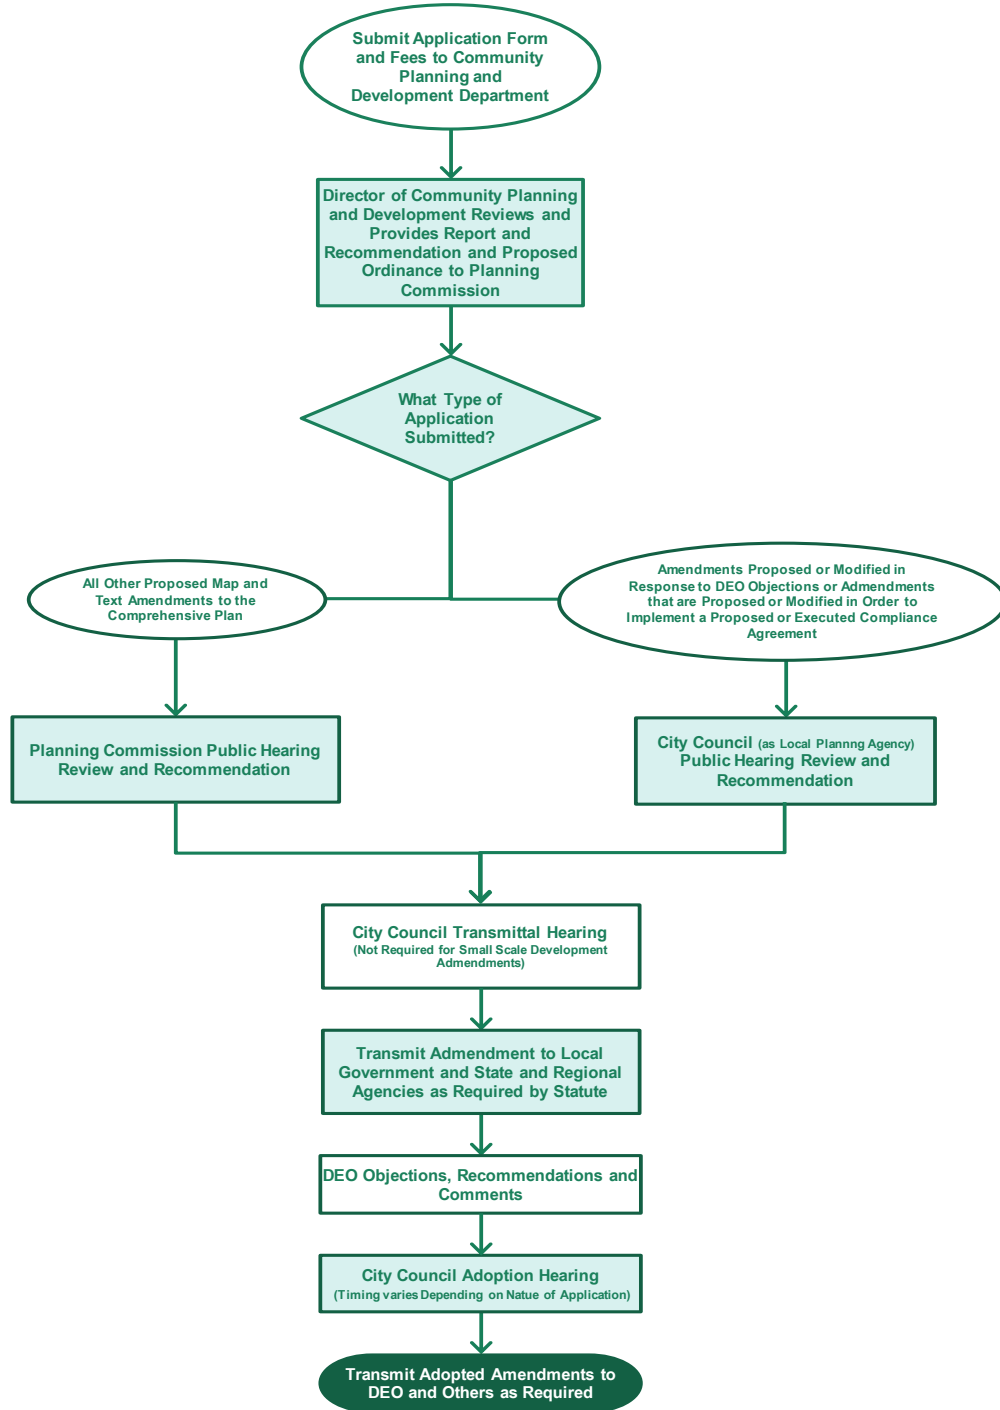 Submit Application Form
and Fees to Community
Planning and
Development Department
Director of Community Planning
and Development Reviews and
Provides Report and
Recommendation and Proposed
Ordinance to Planning
Commission
What Type of
Application
Submitted?
All Other Proposed Map and
Text Amendments to the
Comprehensive Plan
Amendments Proposed or Modified in
Response to DEO Objections or Admendments
that are Proposed or Modified in Order to
Implement a Proposed or Executed Compliance
Agreement
Planning Commission Public Hearing
Review and Recommendation
City Council (as Local Plannng Agency)
Public Hearing Review and
Recommendation
City Council Transmittal Hearing
(Not Required for Small Scale Development
Admendments)
Transmit Admendment to Local
Government and State and Regional
Agencies as Required by Statute
DEO Objections, Recommendations and
Comments
City Council Adoption Hearing
(Timing varies Depending on Natue of Application)
Transmit Adopted Amendments to
DEO and Others as Required